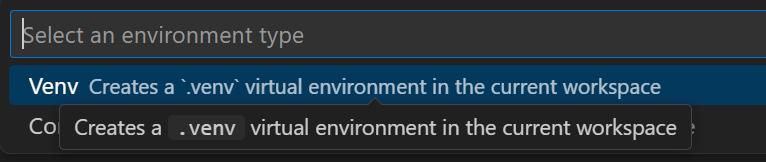 Select an environment type
Venv Creates a `.venv` virtual environment in the current workspace
Creates a .venv virtual environment in the current workspace